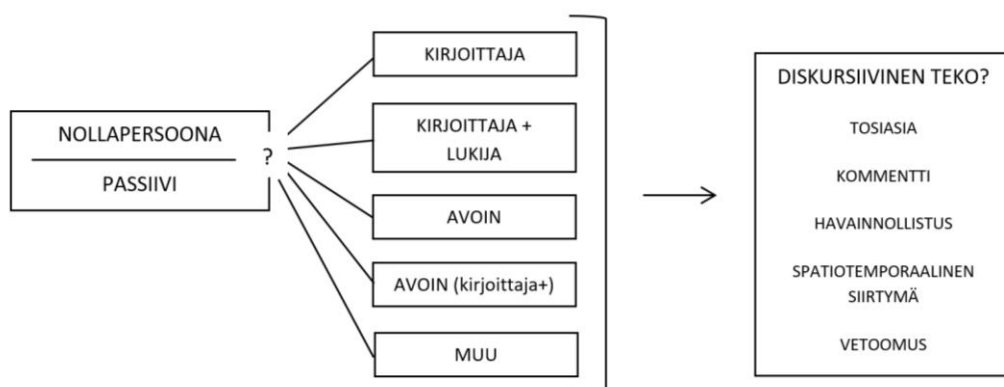 NOLLAPERSOONA
PASSIIVI
?
KIRJOITTAJA
KIRJOITTAJA +
LUKIJA
AVOIN
AVOIN (kirjoittaja+)
MUU
DISKURSIIVINEN TEKO?
TOSIASIA
KOMMENTTI
HAVAINNOLLISTUS
SPATIOTEMPORAALINEN
SIIRTYMÄ
VETOOMUS